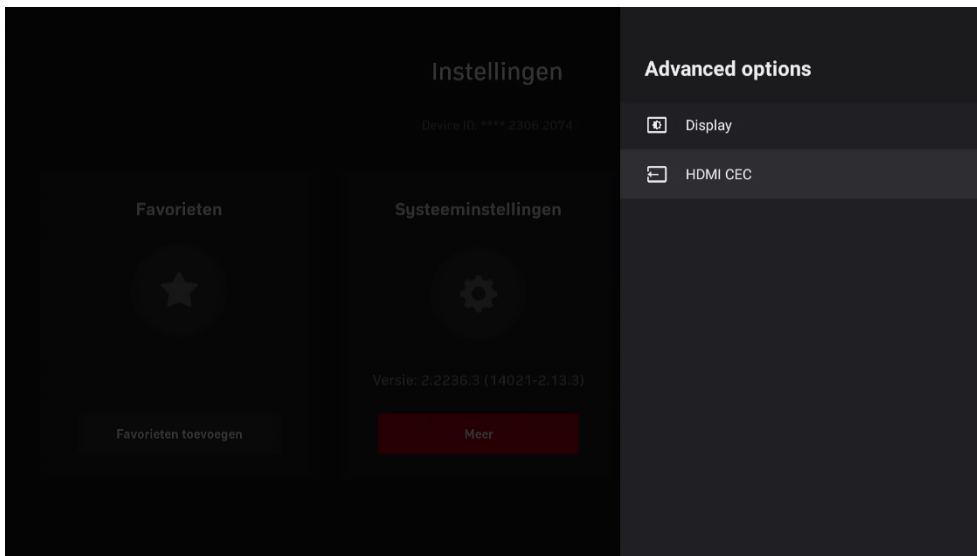 Instellingen
Device ID: **** 2306 2074
Favorieten
Favorieten toevoegen
Systeeminstellingen
Versie: 2.2236.3 (14021-2.13.3)
Meer
Advanced options
Display
HDMI CEC